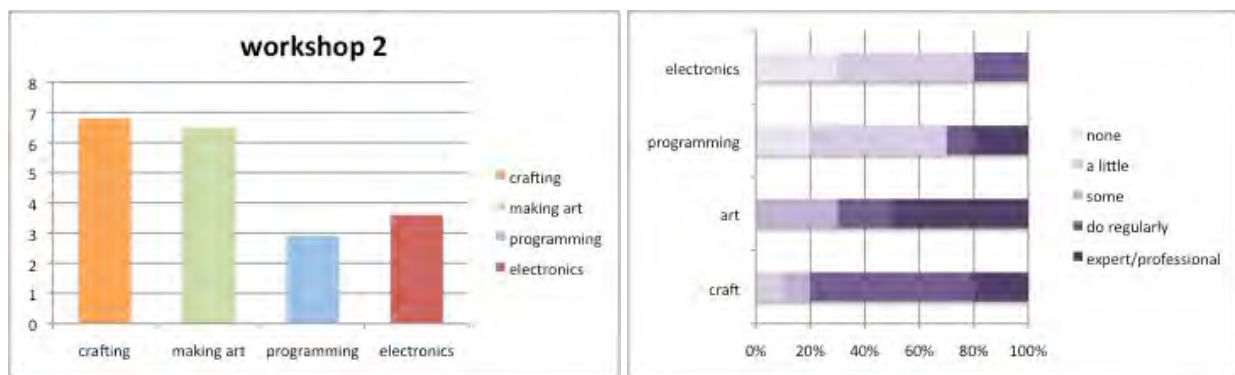 workshop 2
8
7
6
5
4
3
2
1
0
crafting
making art
programming
electronics
crafting
making art
programming
electronics
electronics
programming
art
craft
0%
20%
40%
60%
80%
100%
none
a little
some
do regularly
expert/professional